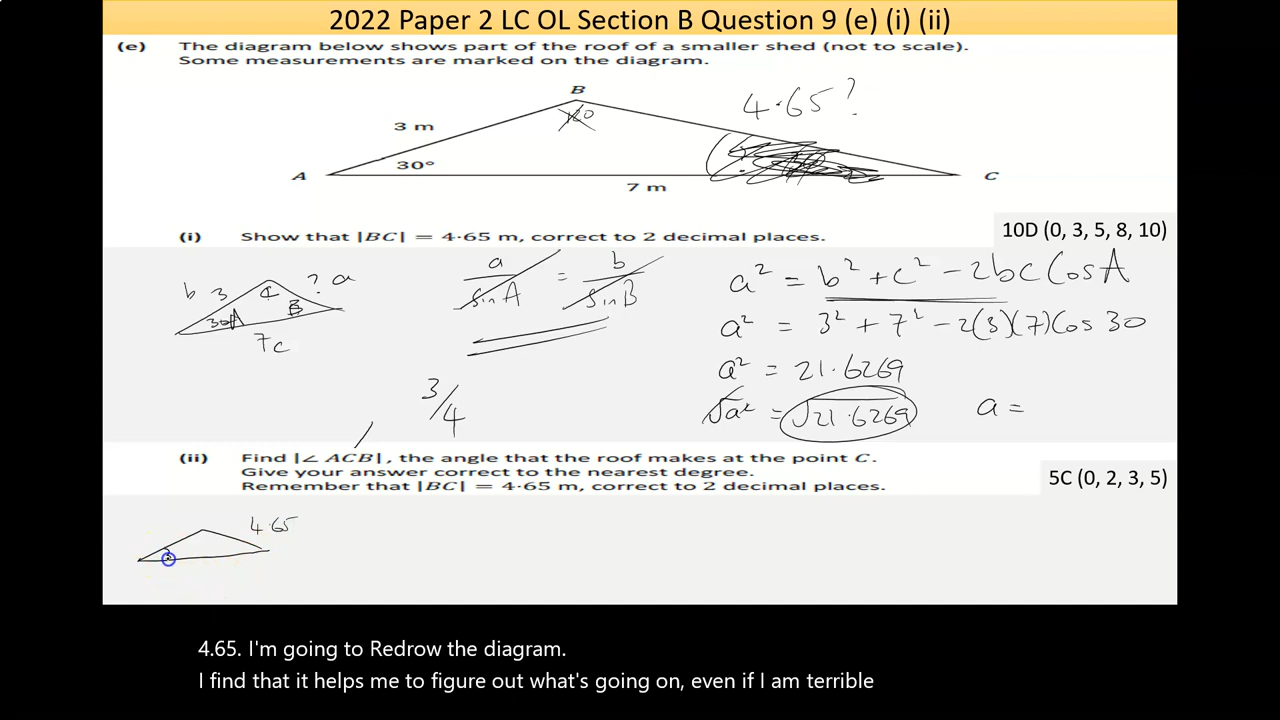 2022 Paper 2 LC OL Section B Question 9 (e) (i) (ii)
(e) The diagram below shows part of the roof of a smaller shed (not to scale).
Some measurements are marked on the diagram.
B
4.65?
3 m
30°
A
C
7 m
(i) Show that |BC| = 4·65 m, correct to 2 decimal places.
10D (0, 3, 5, 8, 10)
b 3 C ? a
30 A B
7 c
a/Sin A = b/Sin B
a² = b² + c² - 2bc Cos A
a² = 3² + 7² - 2(3)(7) Cos 30
a² = 21.6269
√a² = √21.6269 a =
3/4
(ii) Find |∠ ACB|, the angle that the roof makes at the point C.
Give your answer correct to the nearest degree.
Remember that |BC| = 4·65 m, correct to 2 decimal places.
5C (0, 2, 3, 5)
4.65
4.65. I'm going to Redrow the diagram.
I find that it helps me to figure out what's going on, even if I am terrible